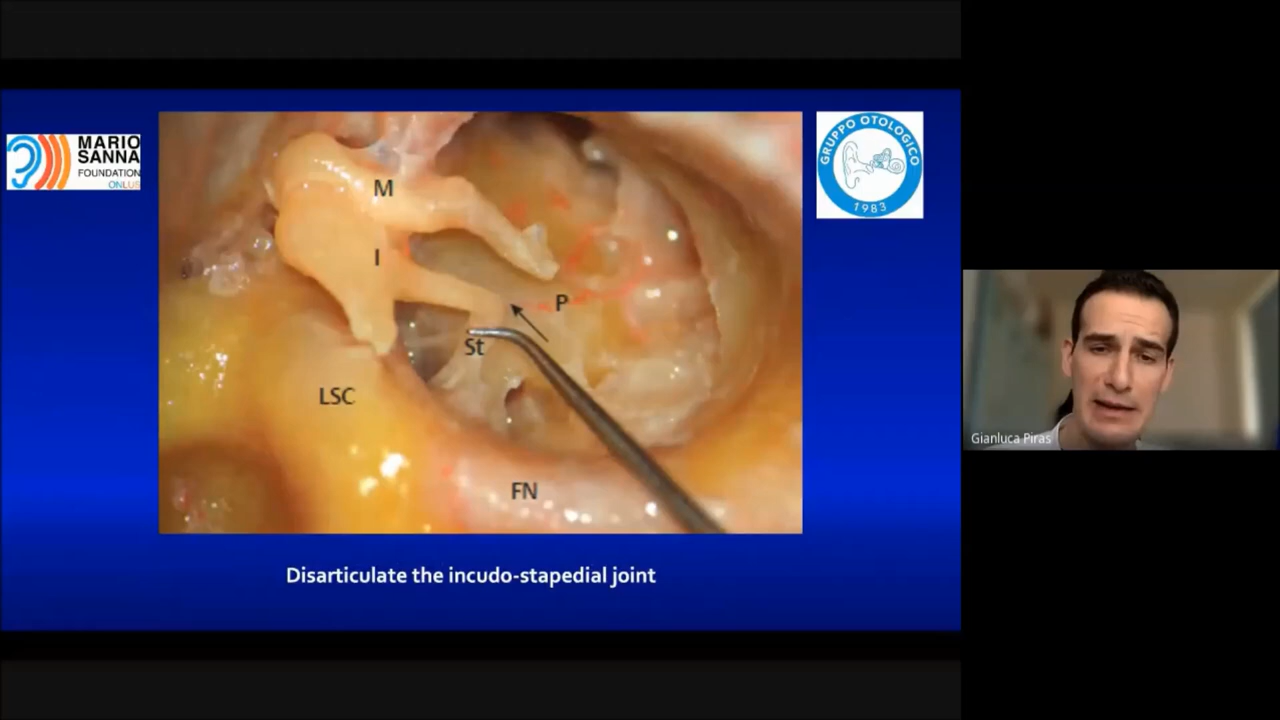 MARIO
SANNA
FOUNDATION
ONLUS
GRUPPO OTOLOGICO
1983
M
I
P
St
LSC
FN
Gianluca Piras
Disarticulate the incudo-stapedial joint